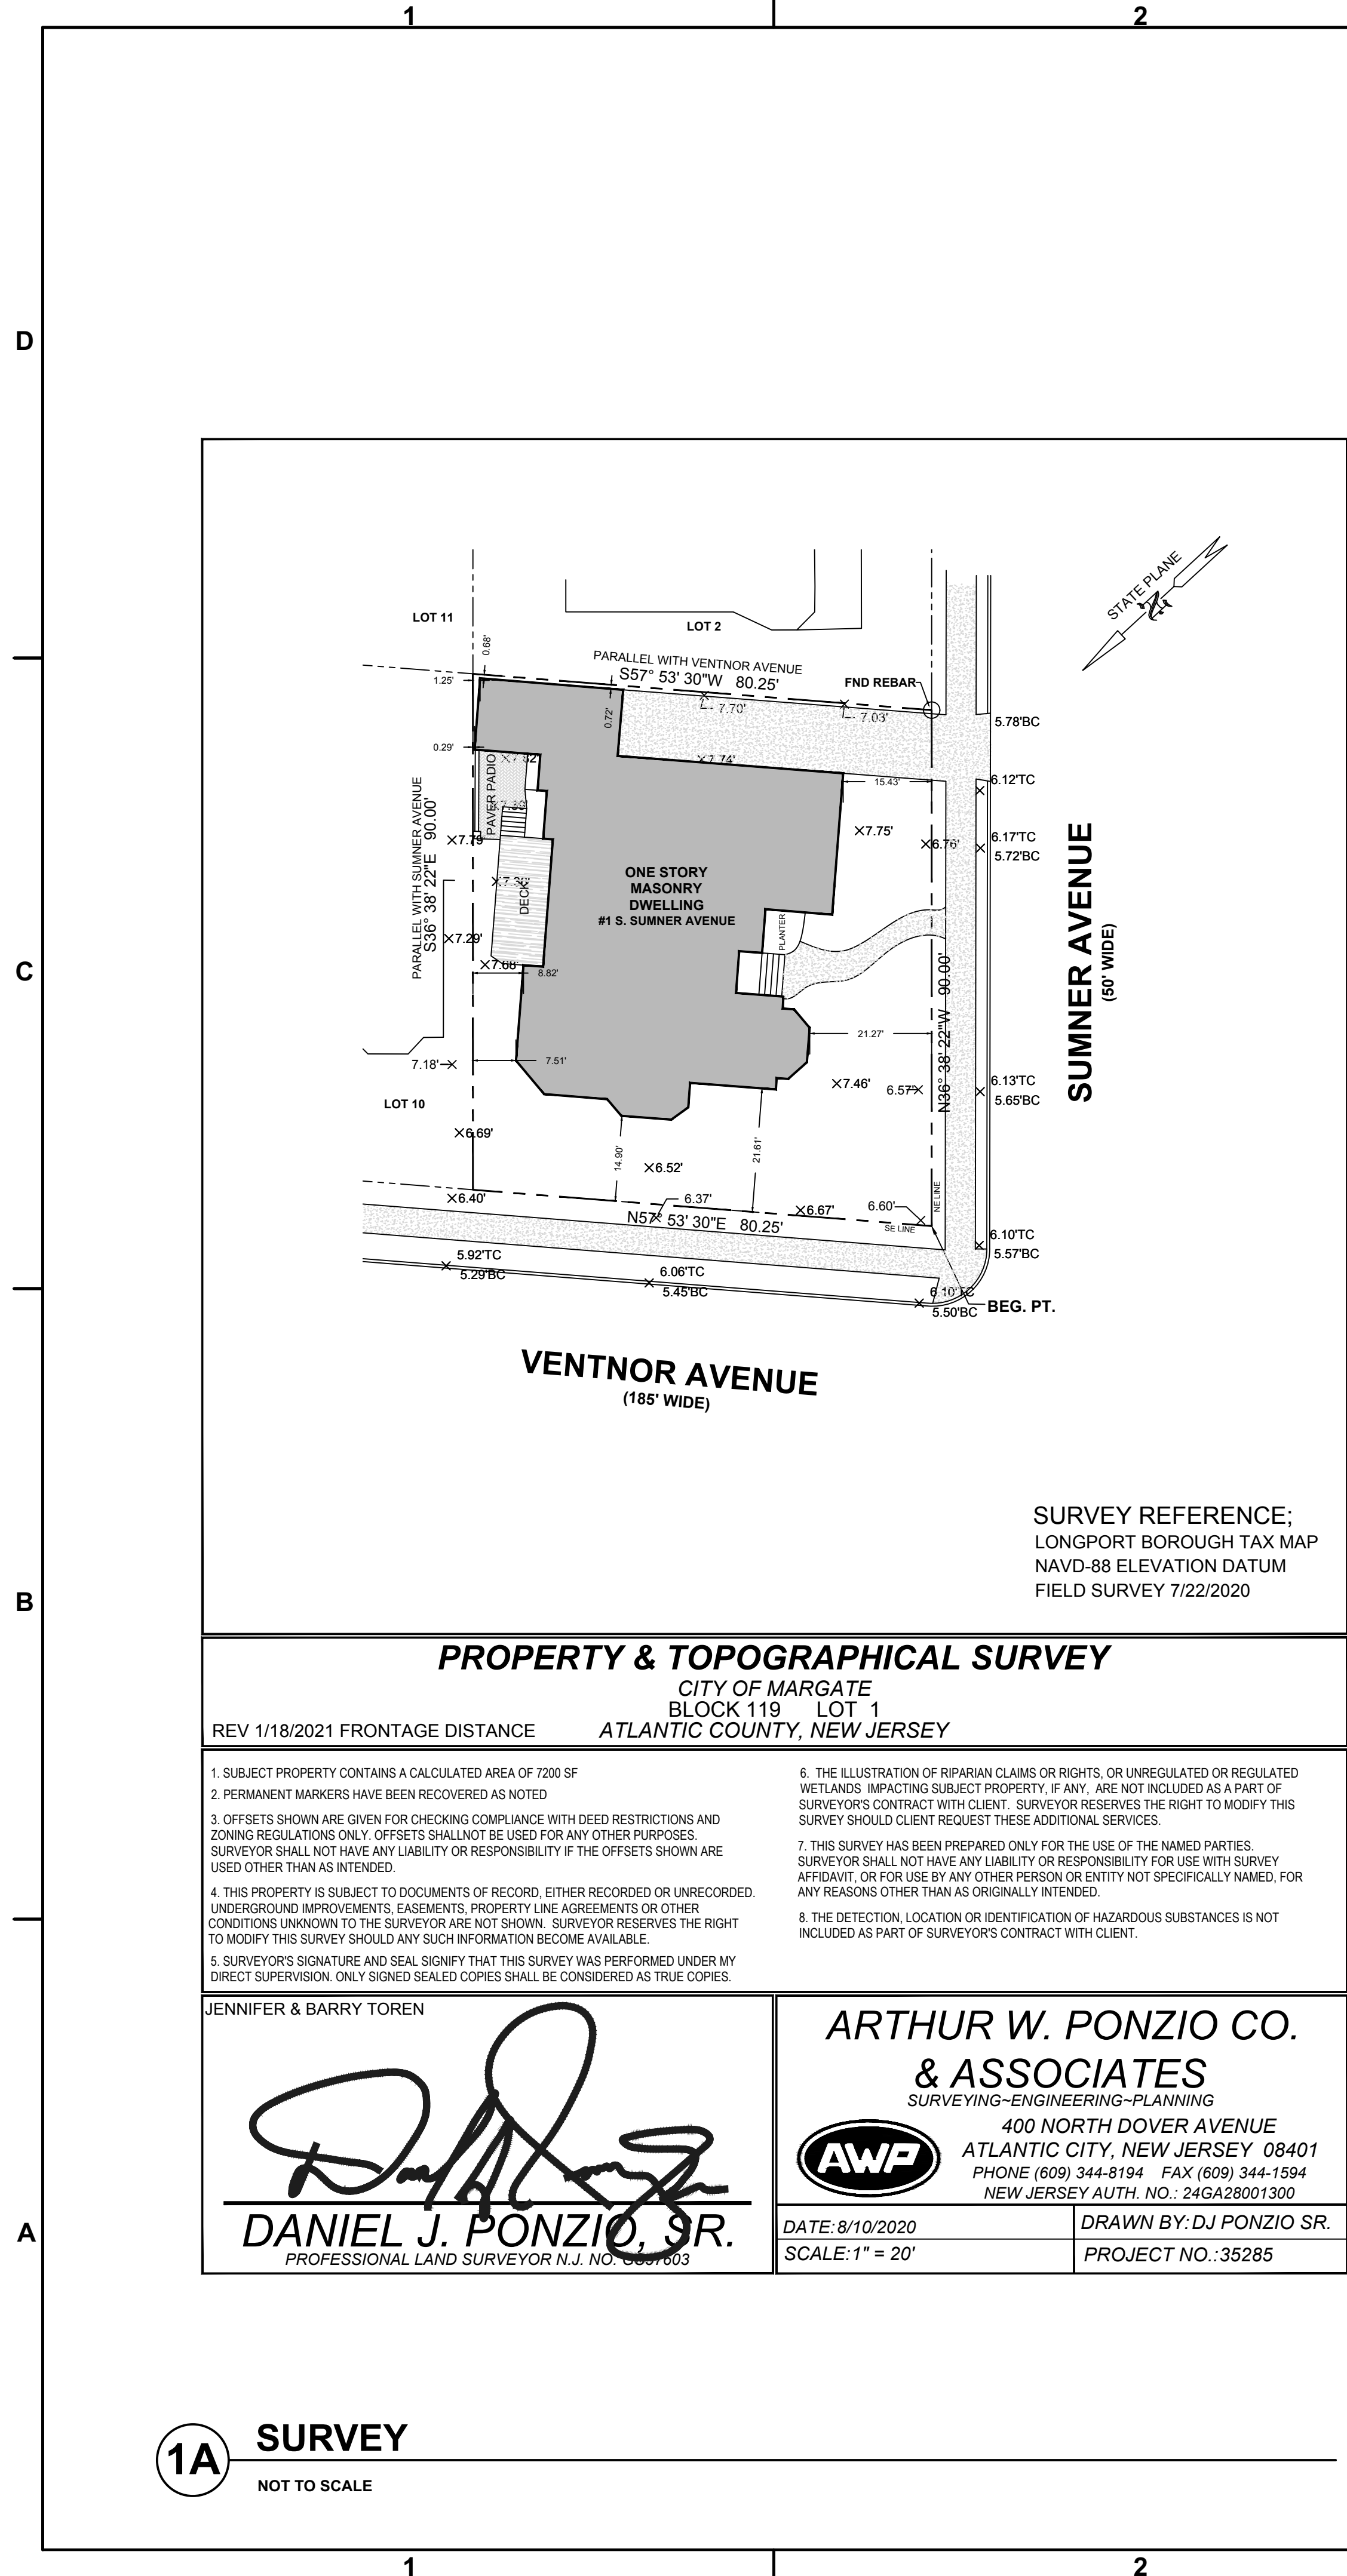 1
2
D
C
B
A
STATE PLANE
LOT 11
LOT 2
0.68'
1.25'
PARALLEL WITH VENTNOR AVENUE
S57° 53' 30"W 80.25'
FND REBAR
7.70'
7.03'
0.72'
5.78'BC
0.29'
7.74'
15.43'
6.12'TC
PAVER PADIO
7.79'
7.75'
6.76'
6.17'TC
5.72'BC
PARALLEL WITH SUMNER AVENUE
S36° 38' 22"E 90.00'
ONE STORY
MASONRY
DWELLING
#1 S. SUMNER AVENUE
DECK
PLANTER
7.29'
7.68'
8.82'
SUMNER AVENUE
(50' WIDE)
N36° 38' 22"W 90.00'
21.27'
7.18'
7.51'
7.46'
6.57'
6.13'TC
5.65'BC
LOT 10
6.69'
14.90'
21.61'
6.52'
6.40'
6.37'
6.67'
6.60'
NE LINE
SE LINE
N57° 53' 30"E 80.25'
6.10'TC
5.57'BC
5.92'TC
5.29'BC
6.06'TC
5.45'BC
6.10'TC
5.50'BC
BEG. PT.
VENTNOR AVENUE
(185' WIDE)
SURVEY REFERENCE;
LONGPORT BOROUGH TAX MAP
NAVD-88 ELEVATION DATUM
FIELD SURVEY 7/22/2020
PROPERTY & TOPOGRAPHICAL SURVEY
CITY OF MARGATE
BLOCK 119 LOT 1
REV 1/18/2021 FRONTAGE DISTANCE
ATLANTIC COUNTY, NEW JERSEY
1. SUBJECT PROPERTY CONTAINS A CALCULATED AREA OF 7200 SF
2. PERMANENT MARKERS HAVE BEEN RECOVERED AS NOTED
3. OFFSETS SHOWN ARE GIVEN FOR CHECKING COMPLIANCE WITH DEED RESTRICTIONS AND
ZONING REGULATIONS ONLY. OFFSETS SHALLNOT BE USED FOR ANY OTHER PURPOSES.
SURVEYOR SHALL NOT HAVE ANY LIABILITY OR RESPONSIBILITY IF THE OFFSETS SHOWN ARE
USED OTHER THAN AS INTENDED.
4. THIS PROPERTY IS SUBJECT TO DOCUMENTS OF RECORD, EITHER RECORDED OR UNRECORDED.
UNDERGROUND IMPROVEMENTS, EASEMENTS, PROPERTY LINE AGREEMENTS OR OTHER
CONDITIONS UNKNOWN TO THE SURVEYOR ARE NOT SHOWN. SURVEYOR RESERVES THE RIGHT
TO MODIFY THIS SURVEY SHOULD ANY SUCH INFORMATION BECOME AVAILABLE.
5. SURVEYOR'S SIGNATURE AND SEAL SIGNIFY THAT THIS SURVEY WAS PERFORMED UNDER MY
DIRECT SUPERVISION. ONLY SIGNED SEALED COPIES SHALL BE CONSIDERED AS TRUE COPIES.
6. THE ILLUSTRATION OF RIPARIAN CLAIMS OR RIGHTS, OR UNREGULATED OR REGULATED
WETLANDS IMPACTING SUBJECT PROPERTY, IF ANY, ARE NOT INCLUDED AS A PART OF
SURVEYOR'S CONTRACT WITH CLIENT. SURVEYOR RESERVES THE RIGHT TO MODIFY THIS
SURVEY SHOULD CLIENT REQUEST THESE ADDITIONAL SERVICES.
7. THIS SURVEY HAS BEEN PREPARED ONLY FOR THE USE OF THE NAMED PARTIES.
SURVEYOR SHALL NOT HAVE ANY LIABILITY OR RESPONSIBILITY FOR USE WITH SURVEY
AFFIDAVIT, OR FOR USE BY ANY OTHER PERSON OR ENTITY NOT SPECIFICALLY NAMED, FOR
ANY REASONS OTHER THAN AS ORIGINALLY INTENDED.
8. THE DETECTION, LOCATION OR IDENTIFICATION OF HAZARDOUS SUBSTANCES IS NOT
INCLUDED AS PART OF SURVEYOR'S CONTRACT WITH CLIENT.
JENNIFER & BARRY TOREN
DANIEL J. PONZIO, SR.
PROFESSIONAL LAND SURVEYOR N.J. NO.
ARTHUR W. PONZIO CO.
& ASSOCIATES
SURVEYING~ENGINEERING~PLANNING
AWP
400 NORTH DOVER AVENUE
ATLANTIC CITY, NEW JERSEY 08401
PHONE (609) 344-8194 FAX (609) 344-1594
NEW JERSEY AUTH. NO.: 24GA28001300
DATE: 8/10/2020
DRAWN BY: DJ PONZIO SR.
SCALE: 1" = 20'
PROJECT NO.: 35285
1A
SURVEY
NOT TO SCALE
1
2